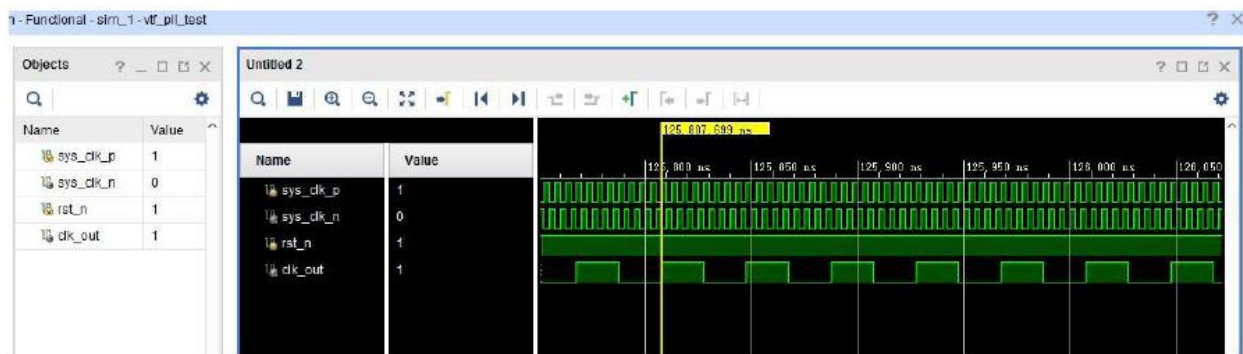 n - Functional - sim_1 - vtf_pll_test
Objects
Untitled 2
Name Value
sys_clk_p 1
sys_clk_n 0
rst_n 1
clk_out 1
125,807.699 ns
Name Value
125,800 ns 125,850 ns 125,900 ns 125,950 ns 126,000 ns 126,050
sys_clk_p 1
sys_clk_n 0
rst_n 1
clk_out 1